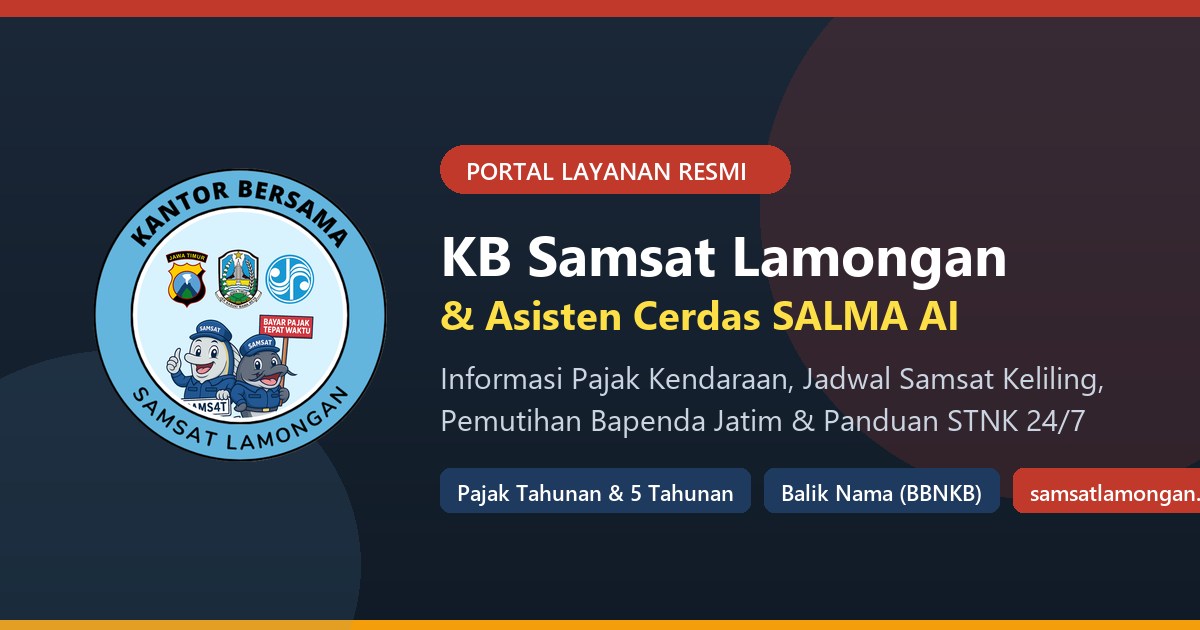 PORTAL LAYANAN RESMI
KANTOR BERSAMA
JAWA TIMUR
SAMSAT
BAYAR PAJAK
TEPAT WAKTU
SAMSAT
AMS4T
SAMSAT LAMONGAN
KB Samsat Lamongan
& Asisten Cerdas SALMA AI
Informasi Pajak Kendaraan, Jadwal Samsat Keliling,
Pemutihan Bapenda Jatim & Panduan STNK 24/7
Pajak Tahunan & 5 Tahunan
Balik Nama (BBNKB)
samsatlamongan.